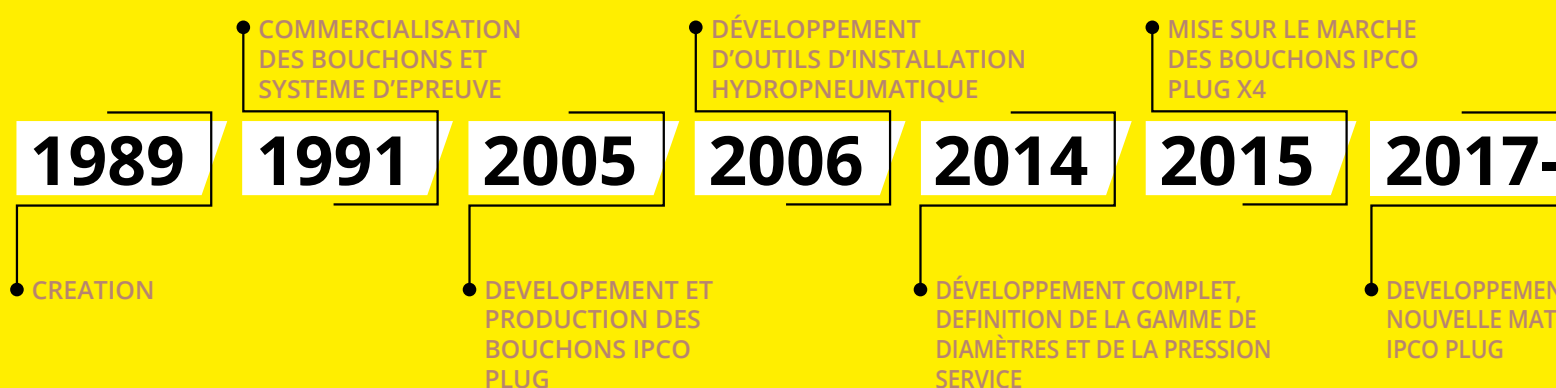 COMMERCIALISATION
DES BOUCHONS ET
SYSTEME D'EPREUVE
DÉVELOPPEMENT
D'OUTILS D'INSTALLATION
HYDROPNEUMATIQUE
MISE SUR LE MARCHE
DES BOUCHONS IPCO
PLUG X4
1989
1991
2005
2006
2014
2015
2017-
CREATION
DEVELOPEMENT ET
PRODUCTION DES
BOUCHONS IPCO
PLUG
DÉVELOPPEMENT COMPLET,
DEFINITION DE LA GAMME DE
DIAMÈTRES ET DE LA PRESSION
SERVICE
NOUVELLE
IPCO PLUG